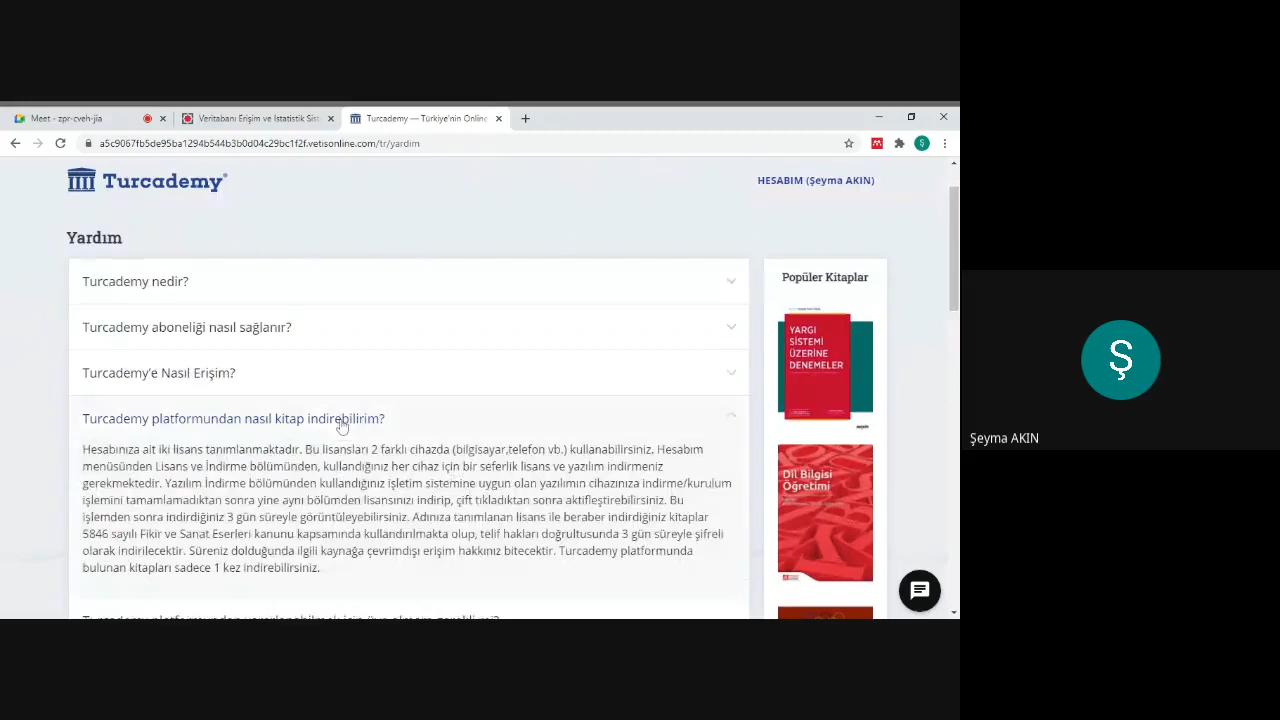 Meet - zpr-cveh-jia
Veritabanı Erişim ve İstatistik Sist
Turcademy — Türkiye'nin Online
a5c9067fb5de95ba1294b544b3b0d04c29bc1f2f.vetisonline.com/tr/yardim
Turcademy®
HESABIM (Şeyma AKIN)
Yardım
Turcademy nedir?
Turcademy aboneliği nasıl sağlanır?
Turcademy'e Nasıl Erişim?
Turcademy platformundan nasıl kitap indirebilirim?
Hesabınıza ait iki lisans tanımlanmaktadır. Bu lisansları 2 farklı cihazda (bilgisayar,telefon vb.) kullanabilirsiniz. Hesabım
menüsünden Lisans ve İndirme bölümünden, kullandığınız her cihaz için bir seferlik lisans ve yazılım indirmeniz
gerekmektedir. Yazılım İndirme bölümünden kullandığınız işletim sistemine uygun olan yazılımın cihazınıza indirme/kurulum
işlemini tamamlamadıktan sonra yine aynı bölümden lisansınızı indirip, çift tıkladıktan sonra aktifleştirebilirsiniz. Bu
işlemden sonra indirdiğiniz 3 gün süreyle görüntüleyebilirsiniz. Adınıza tanımlanan lisans ile beraber indirdiğiniz kitaplar
5846 sayılı Fikir ve Sanat Eserleri kanunu kapsamında kullandırılmakta olup, telif hakları doğrultusunda 3 gün süreyle şifreli
olarak indirilecektir. Süreniz dolduğunda ilgili kaynağa çevrimdışı erişim hakkınız bitecektir. Turcademy platformunda
bulunan kitapları sadece 1 kez indirebilirsiniz.
Turcademy platformundan yararlanabilmek için üye olmam gerekli mi?
Popüler Kitaplar
YARGI
SİSTEMİ
ÜZERİNE
DENEMELER
Dil Bilgisi
Öğretimi
Ş
Ş
Şeyma AKIN